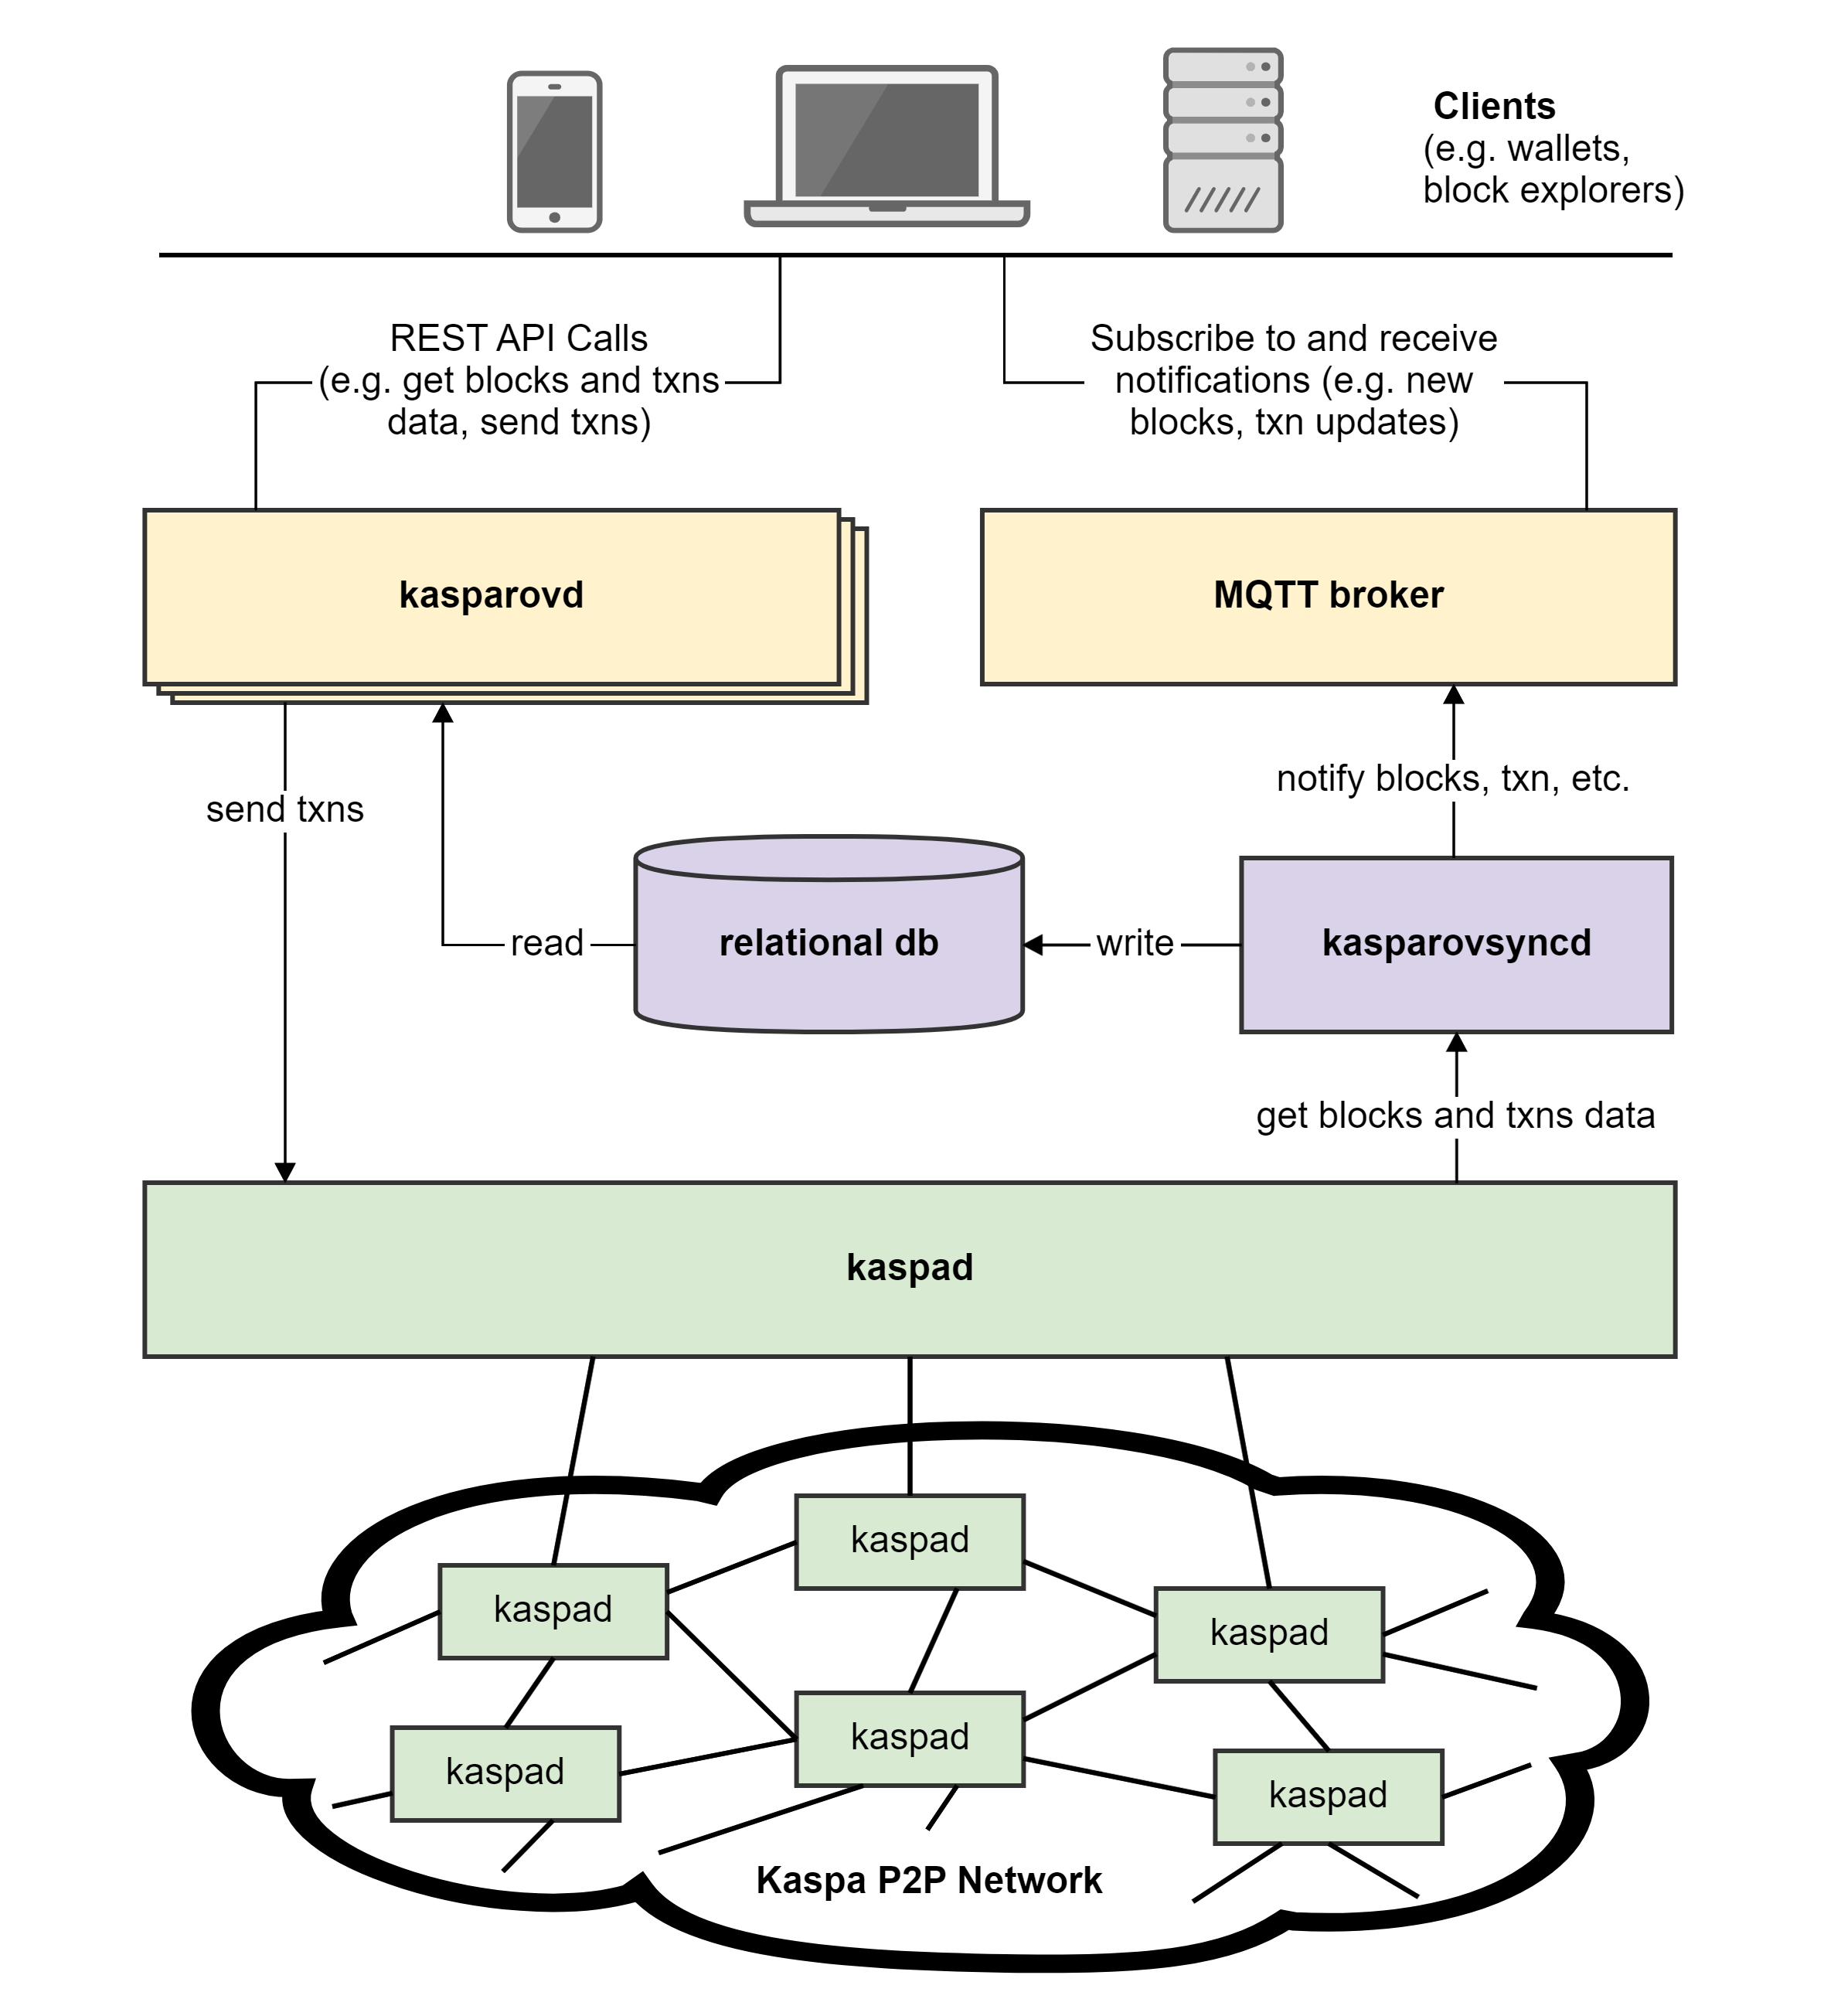 Clients
(e.g. wallets,
block explorers)
REST API Calls
(e.g. get blocks and txns
data, send txns)
Subscribe to and receive
notifications (e.g. new
blocks, txn updates)
kasparovd
MQTT broker
send txns
notify blocks, txn, etc.
read
relational db
write
kasparovsyncd
get blocks and txns data
kaspad
kaspad
kaspad
kaspad
kaspad
kaspad
kaspad
Kaspa P2P Network